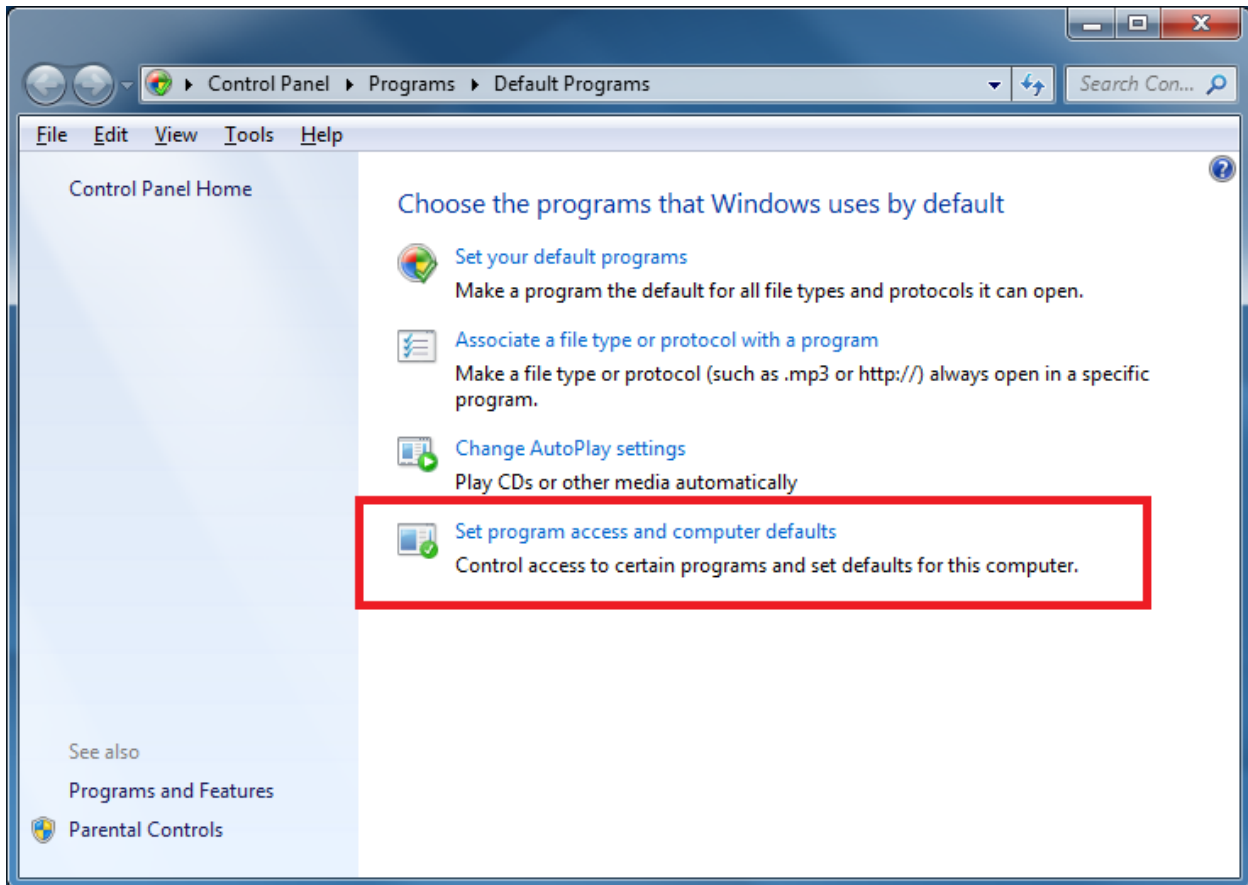 Control Panel Programs Default Programs
Search Con...
File Edit View Tools Help
Control Panel Home
Choose the programs that Windows uses by default
Set your default programs
Make a program the default for all file types and protocols it can open.
Associate a file type or protocol with a program
Make a file type or protocol (such as .mp3 or http://) always open in a specific
program.
Change AutoPlay settings
Play CDs or other media automatically
Set program access and computer defaults
Control access to certain programs and set defaults for this computer.
See also
Programs and Features
Parental Controls